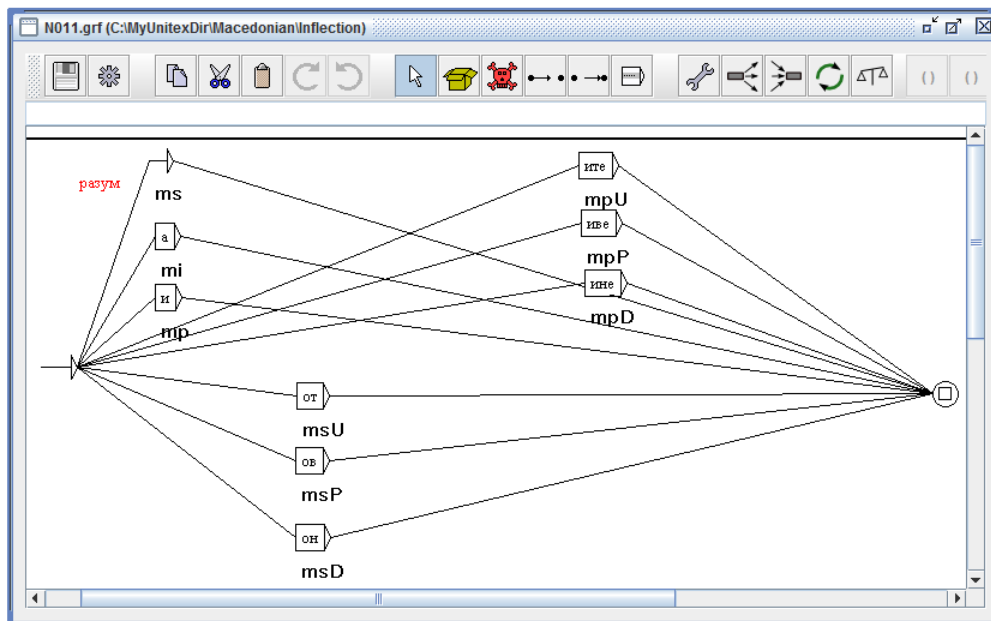 N011.grf (C:\MyUnitexDir\Macedonian\Inflection)
разум
ms
а
mi
и
mp
ите
mpU
иве
mpP
ине
mpD
от
msU
ов
msP
он
msD